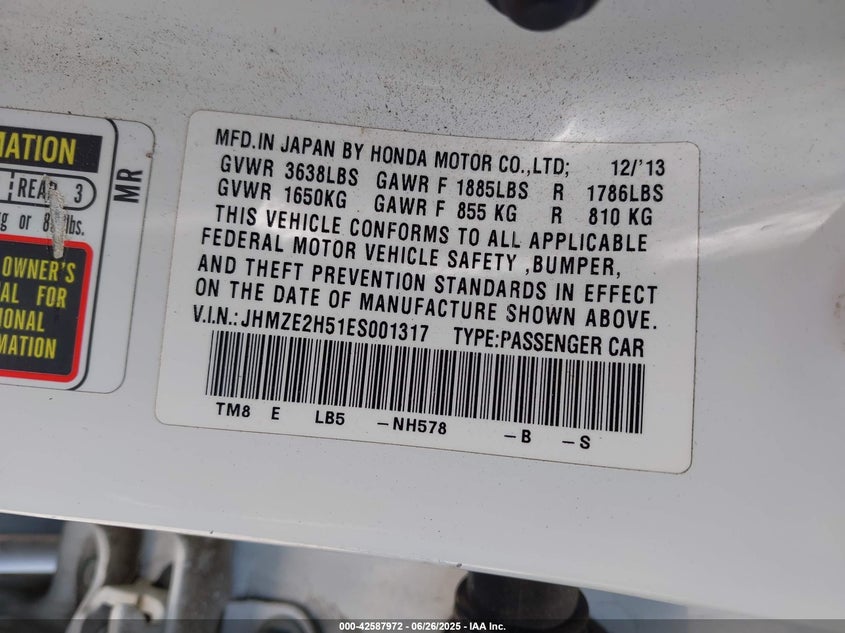 MATION
REAR 3
kg or 8 lbs.
MR
OWNER'S
AL FOR
IONAL
MATION
MFD.IN JAPAN BY HONDA MOTOR CO.,LTD; 12/'13
GVWR 3638LBS GAWR F 1885LBS R 1786LBS
GVWR 1650KG GAWR F 855 KG R 810 KG
THIS VEHICLE CONFORMS TO ALL APPLICABLE
FEDERAL MOTOR VEHICLE SAFETY ,BUMPER,
AND THEFT PREVENTION STANDARDS IN EFFECT
ON THE DATE OF MANUFACTURE SHOWN ABOVE.
V.I.N.: JHMZE2H51ES001317 TYPE:PASSENGER CAR
TM8 E LB5 –NH578 –B –S
000-42587972 | 06/26/2025 - © IAA Inc.